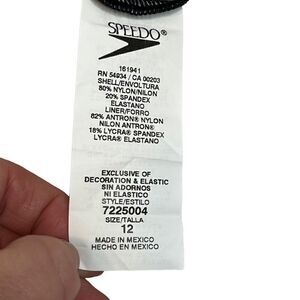 SPEEDO®
161941
RN 54934 / CA 00203
SHELL/ENVOLTURA
80% NYLON/NILON
20% SPANDEX
ELASTANO
LINER/FORRO
82% ANTRON® NYLON
NILON ANTRON®
18% LYCRA® SPANDEX
LYCRA® ELASTANO
EXCLUSIVE OF
DECORATION & ELASTIC
SIN ADORNOS
NI ELASTICO
STYLE/ESTILO
7225004
SIZE/TALLA
12
MADE IN MEXICO
HECHO EN MEXICO